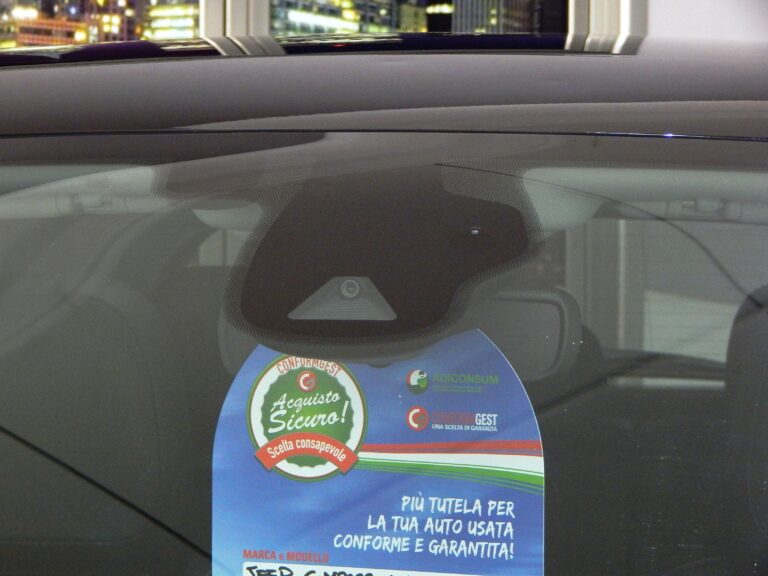 CONFORMGEST
Acquisto
Sicuro!
Scelta consapevole
ADICONSUM
CONFORMGEST
UNA SCELTA DI GARANZIA
PIÙ TUTELA PER
LA TUA AUTO USATA
CONFORME E GARANTITA!
MARCA e MODELLO
JEEP